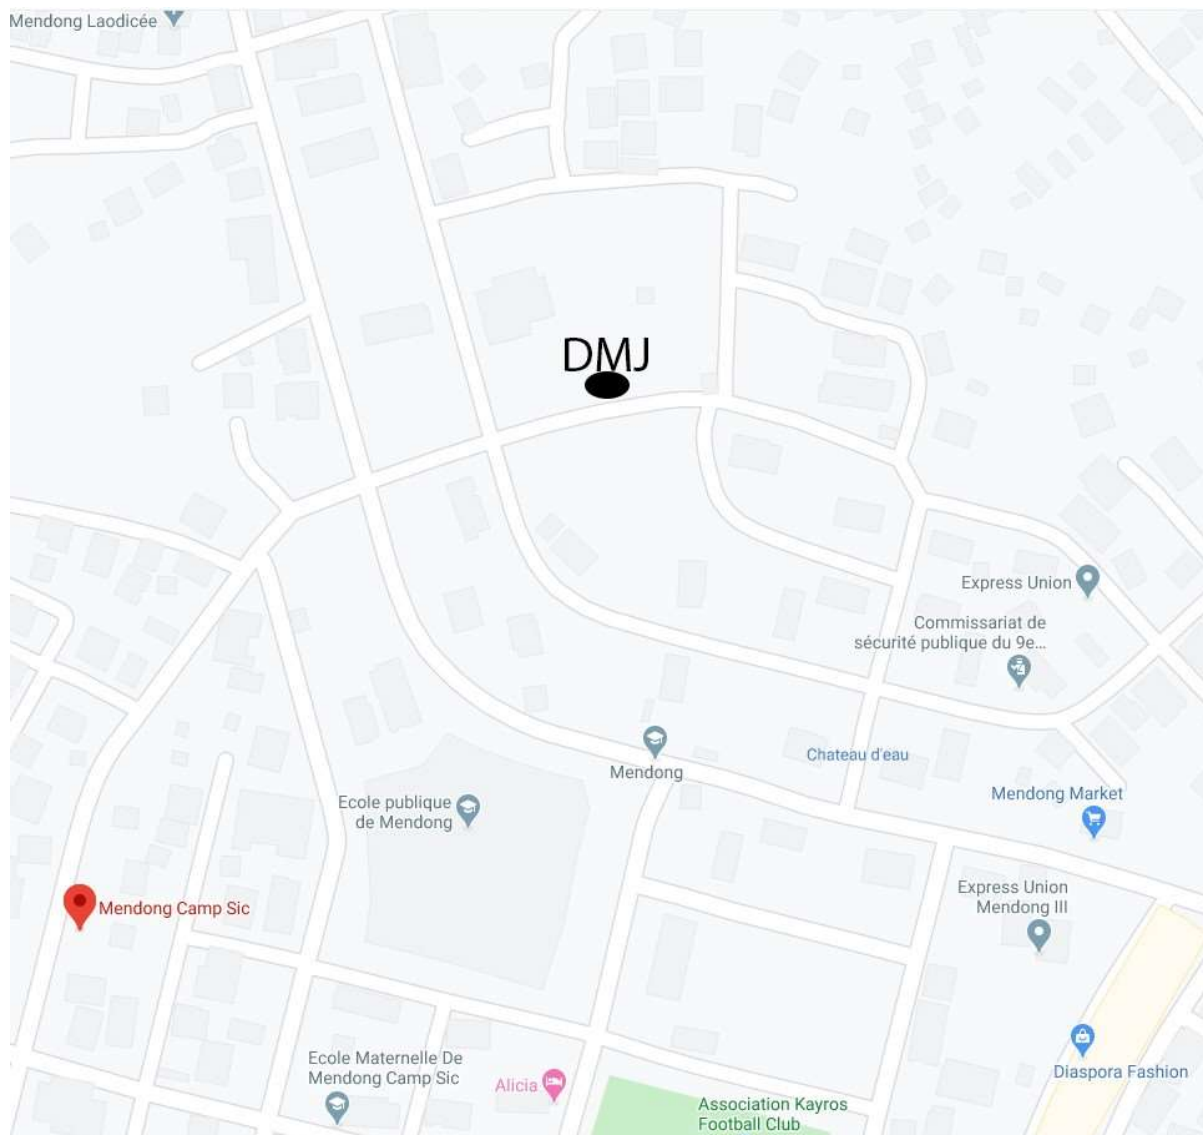 Mendong Laodicée
DMJ
Express Union
Commissariat de
sécurité publique du 9e...
Chateau d'eau
Mendong
Mendong Market
Ecole publique
de Mendong
Express Union
Mendong III
Mendong Camp Sic
Ecole Maternelle De
Mendong Camp Sic
Alicia
Diaspora Fashion
Association Kayros
Football Club